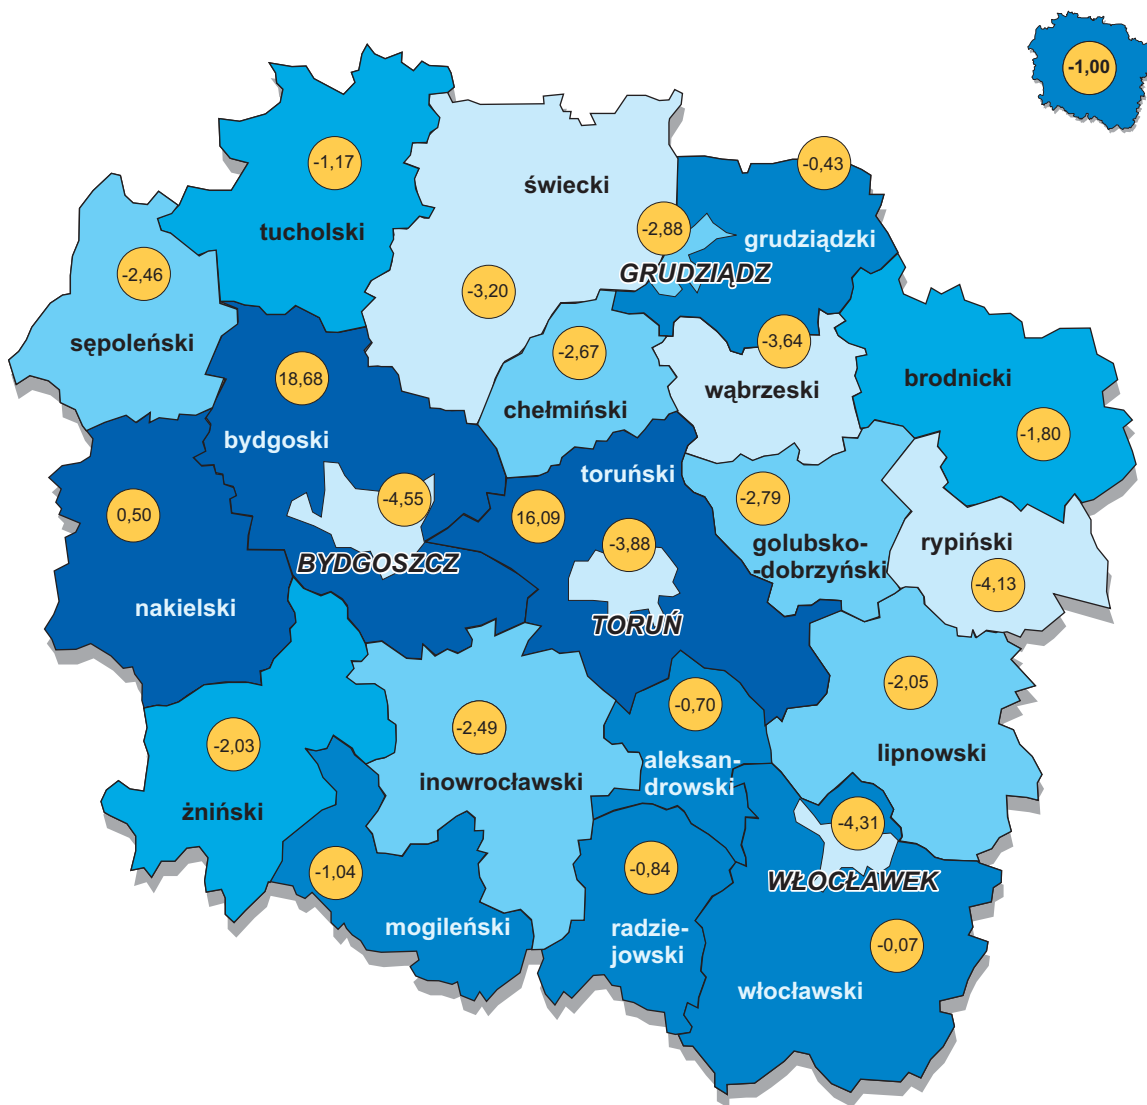 -1,00
-1,17
-0,43
świecki
tucholski
-2,88
grudziądzki
-2,46
GRUDZIĄDZ
-3,20
sępoleński
-2,67
-3,64
18,68
wąbrzeski
brodnicki
chełmiński
bydgoski
-1,80
toruński
0,50
-4,55
16,09
-2,79
-3,88
golubsko-
-dobrzyński
rypiński
BYDGOSZCZ
-4,13
nakielski
TORUŃ
-2,05
-0,70
-2,03
-2,49
lipnowski
aleksan-
drowski
inowrocławski
żniński
-4,31
-1,04
-0,84
WŁOCŁAWEK
mogileński
radzie-
jowski
-0,07
włocławski